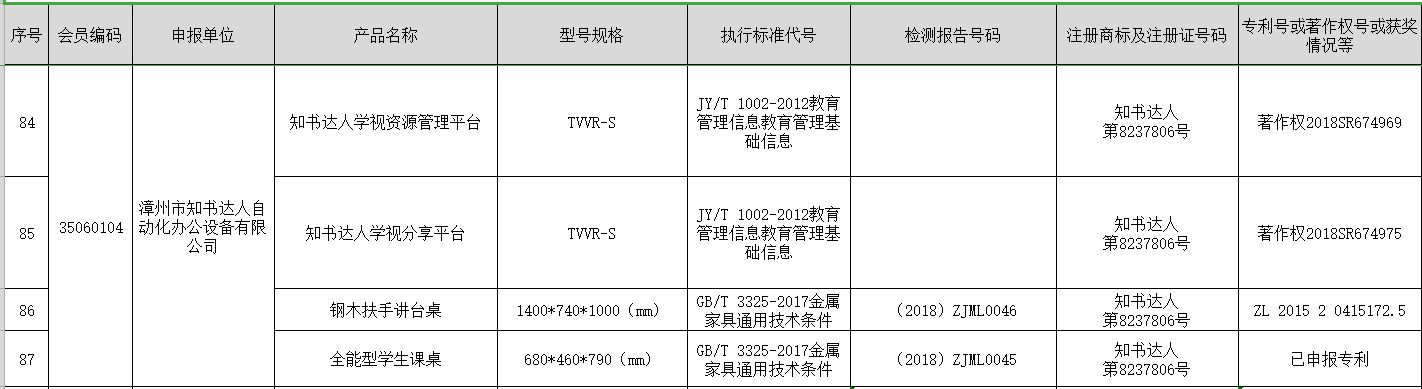 序号 会员编码 申报单位 产品名称 型号规格 执行标准代号 检测报告号码 注册商标及注册证号码 专利号或著作权号或获奖
情况等
84
知书达人学视资源管理平台
TVVR-S
JY/T 1002-2012教育
管理信息教育管理基
础信息
知书达人
第8237806号
著作权2018SR674969
35060104
漳州市知书达人自
动化办公设备有限
公司
85
知书达人学视分享平台
TVVR-S
JY/T 1002-2012教育
管理信息教育管理基
础信息
知书达人
第8237806号
著作权2018SR674975
86
钢木扶手讲台桌
1400*740*1000（mm）
GB/T 3325-2017金属
家具通用技术条件
（2018）ZJML0046
知书达人
第8237806号
ZL 2015 2 0415172.5
87
全能型学生课桌
680*460*790（mm）
GB/T 3325-2017金属
家具通用技术条件
（2018）ZJML0045
知书达人
第8237806号
已申报专利